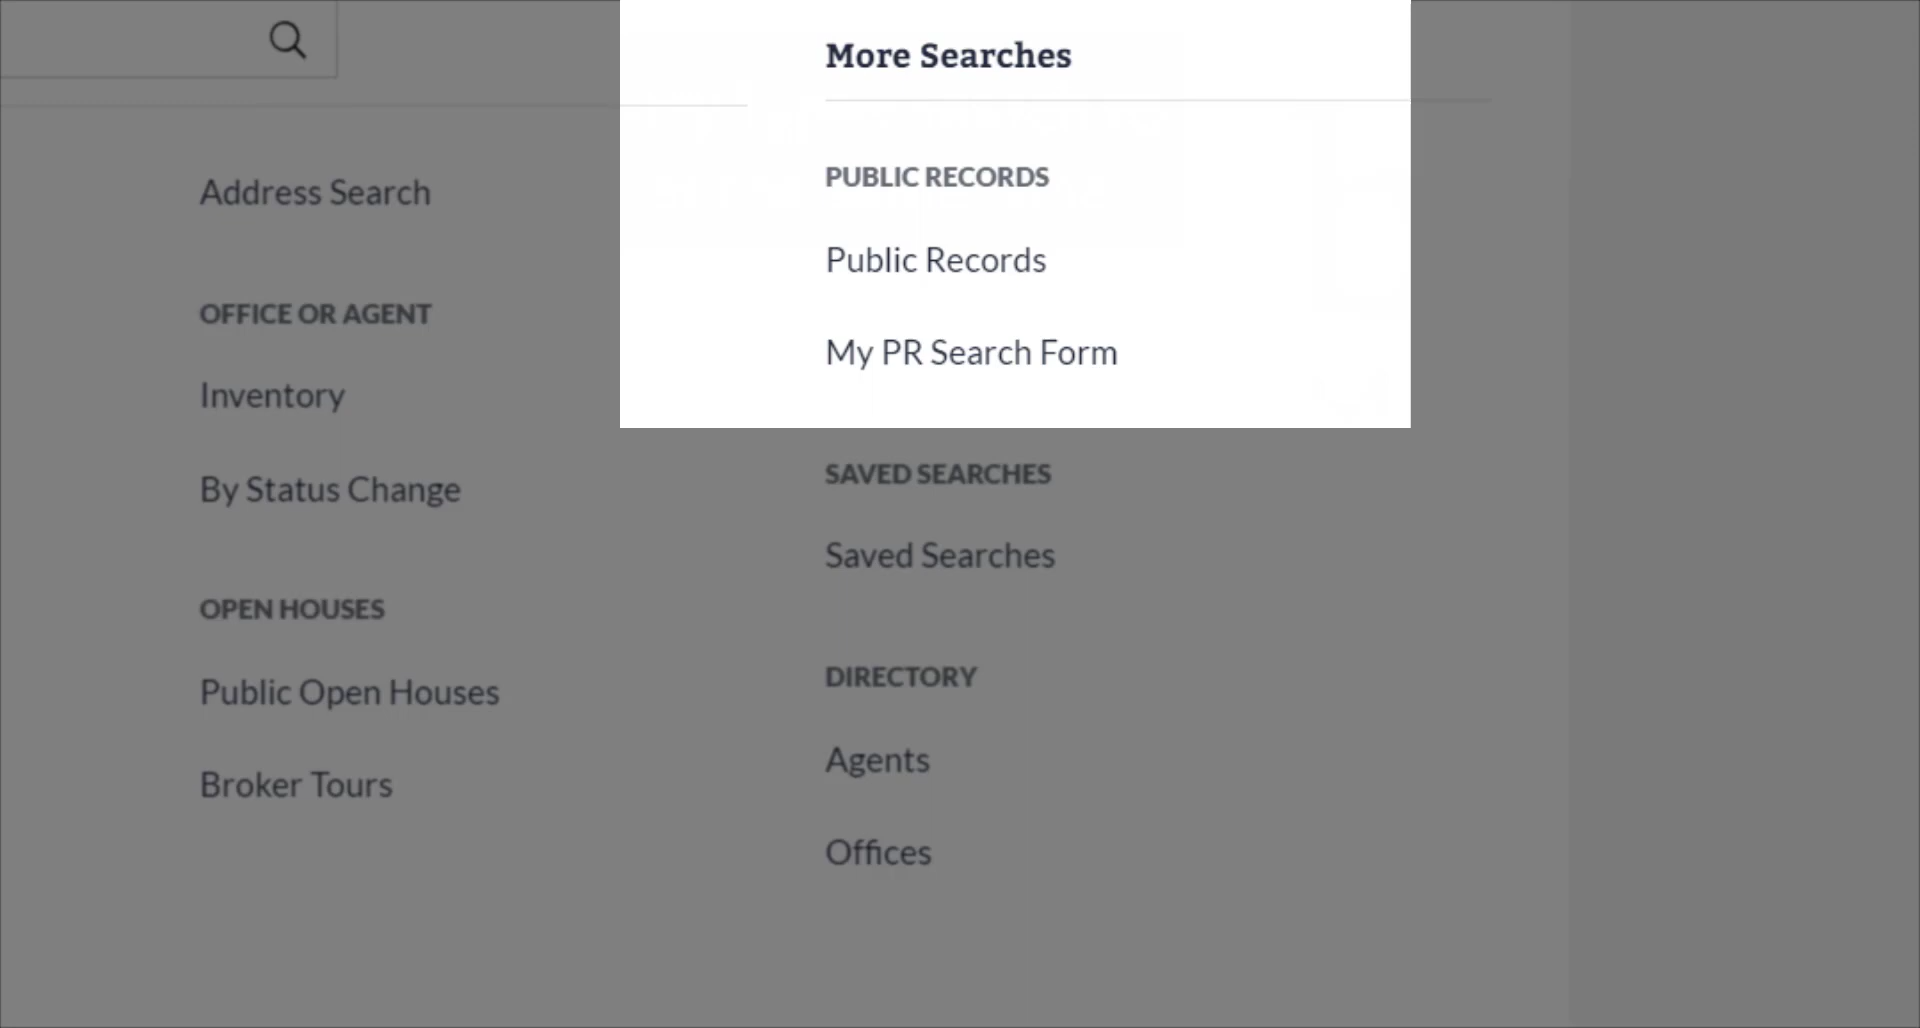 Address Search
OFFICE OR AGENT
Inventory
By Status Change
OPEN HOUSES
Public Open Houses
Broker Tours
More Searches
PUBLIC RECORDS
Public Records
My PR Search Form
SAVED SEARCHES
Saved Searches
DIRECTORY
Agents
Offices